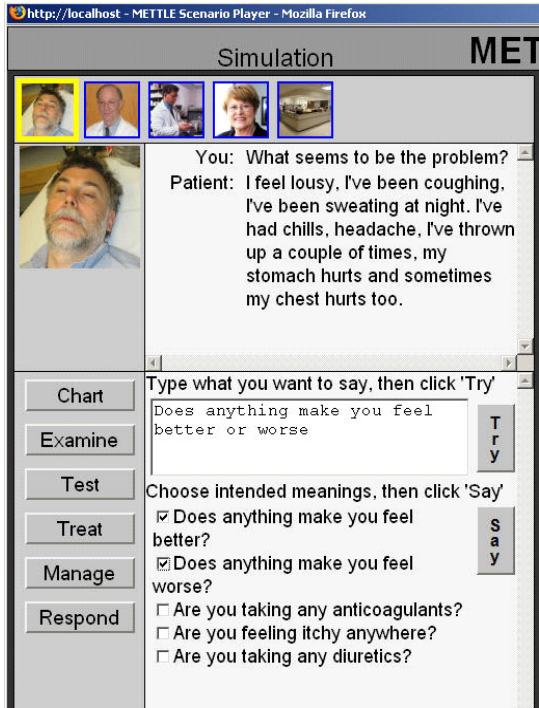 http://localhost - METTLE Scenario Player - Mozilla Firefox
Simulation
MET
You: What seems to be the problem?
Patient: I feel lousy, I've been coughing,
I've been sweating at night. I've
had chills, headache, I've thrown
up a couple of times, my
stomach hurts and sometimes
my chest hurts too.
Chart
Examine
Test
Treat
Manage
Respond
Type what you want to say, then click 'Try'
Does anything make you feel
better or worse
Try
Choose intended meanings, then click 'Say'
Does anything make you feel
better?
Does anything make you feel
worse?
Are you taking any anticoagulants?
Are you feeling itchy anywhere?
Are you taking any diuretics?
Say